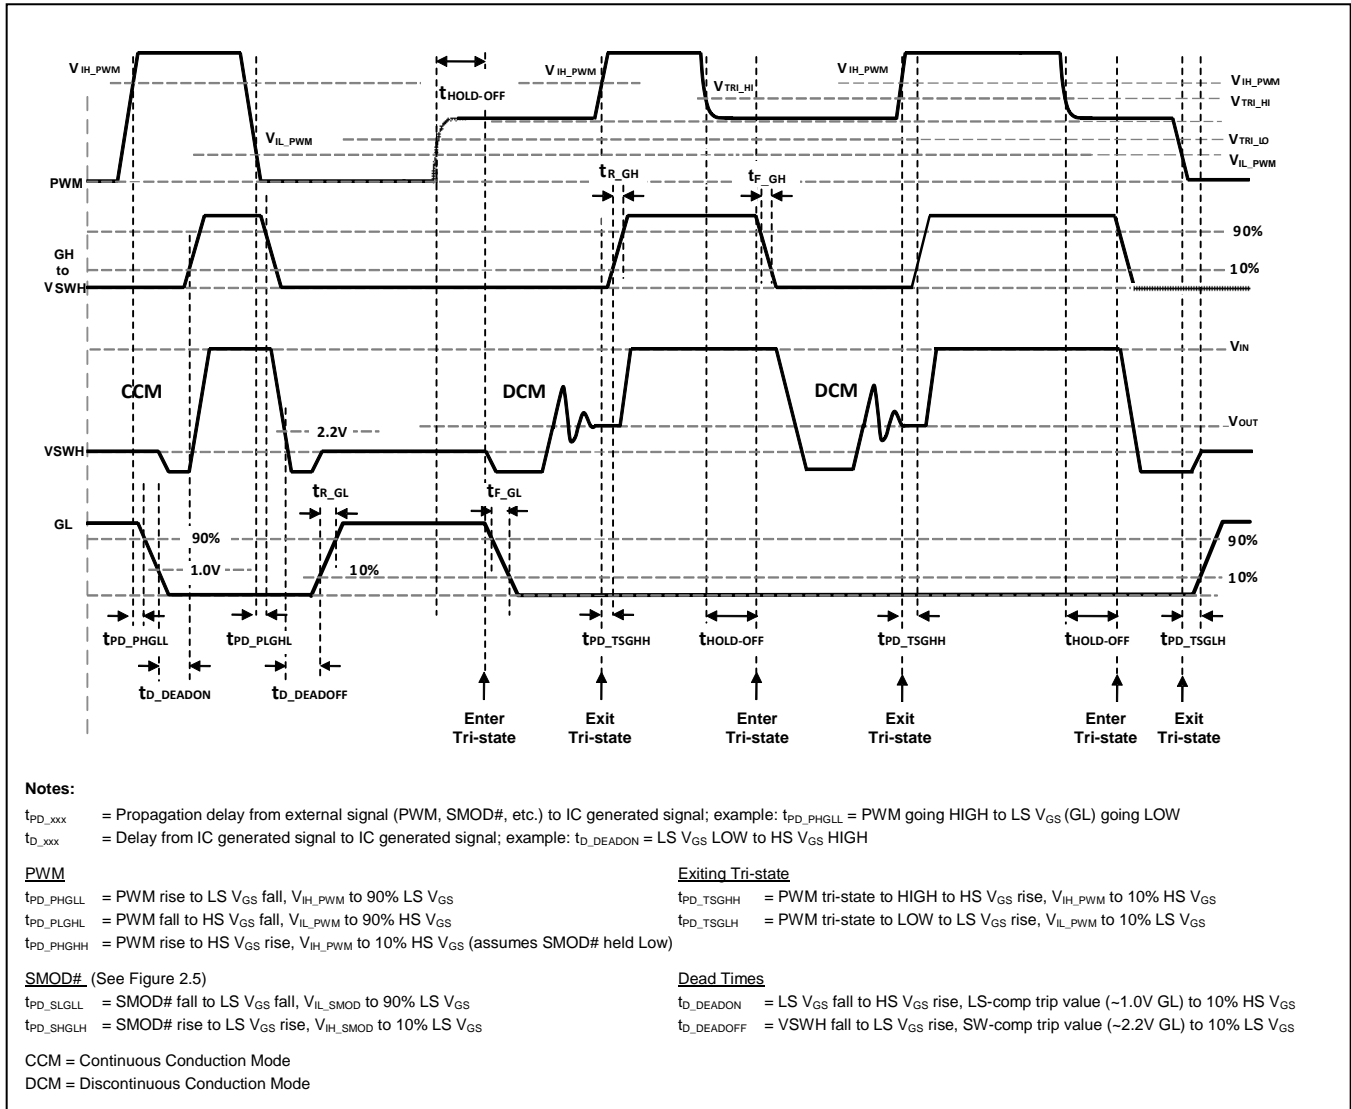 VIH_PWM
tHOLD-OFF
VIH_PWM
VTRI_HI
VIH_PWM
VIH_PWM
VTRI_HI
VIL_PWM
VTRI_LO
VIL_PWM
PWM
tR_GH
tF_GH
90%
GH
to
VSWH
10%
VIN
CCM
DCM
DCM
2.2V
VOUT
VSWH
tR_GL
tF_GL
GL
90%
90%
1.0V
10%
10%
tPD_PHGLL
tPD_PLGHL
tPD_TSGHH
tHOLD-OFF
tPD_TSGHH
tHOLD-OFF
tPD_TSGLH
tD_DEADON
tD_DEADOFF
Enter
Tri-state
Exit
Tri-state
Enter
Tri-state
Exit
Tri-state
Enter
Tri-state
Exit
Tri-state
Notes:
tPD_xxx = Propagation delay from external signal (PWM, SMOD#, etc.) to IC generated signal; example: tPD_PHGLL = PWM going HIGH to LS VGS (GL) going LOW
tD_xxx = Delay from IC generated signal to IC generated signal; example: tD_DEADON = LS VGS LOW to HS VGS HIGH
PWM
tPD_PHGLL = PWM rise to LS VGS fall, VIH_PWM to 90% LS VGS
tPD_PLGHL = PWM fall to HS VGS fall, VIL_PWM to 90% HS VGS
tPD_PHGHH = PWM rise to HS VGS rise, VIH_PWM to 10% HS VGS (assumes SMOD# held Low)
Exiting Tri-state
tPD_TSGHH = PWM tri-state to HIGH to HS VGS rise, VIH_PWM to 10% HS VGS
tPD_TSGLH = PWM tri-state to LOW to LS VGS rise, VIL_PWM to 10% LS VGS
SMOD# (See Figure 2.5)
tPD_SLGLL = SMOD# fall to LS VGS fall, VIL_SMOD to 90% LS VGS
tPD_SHGLH = SMOD# rise to LS VGS rise, VIH_SMOD to 10% LS VGS
Dead Times
tD_DEADON = LS VGS fall to HS VGS rise, LS-comp trip value (~1.0V GL) to 10% HS VGS
tD_DEADOFF = VSWH fall to LS VGS rise, SW-comp trip value (~2.2V GL) to 10% LS VGS
CCM = Continuous Conduction Mode
DCM = Discontinuous Conduction Mode